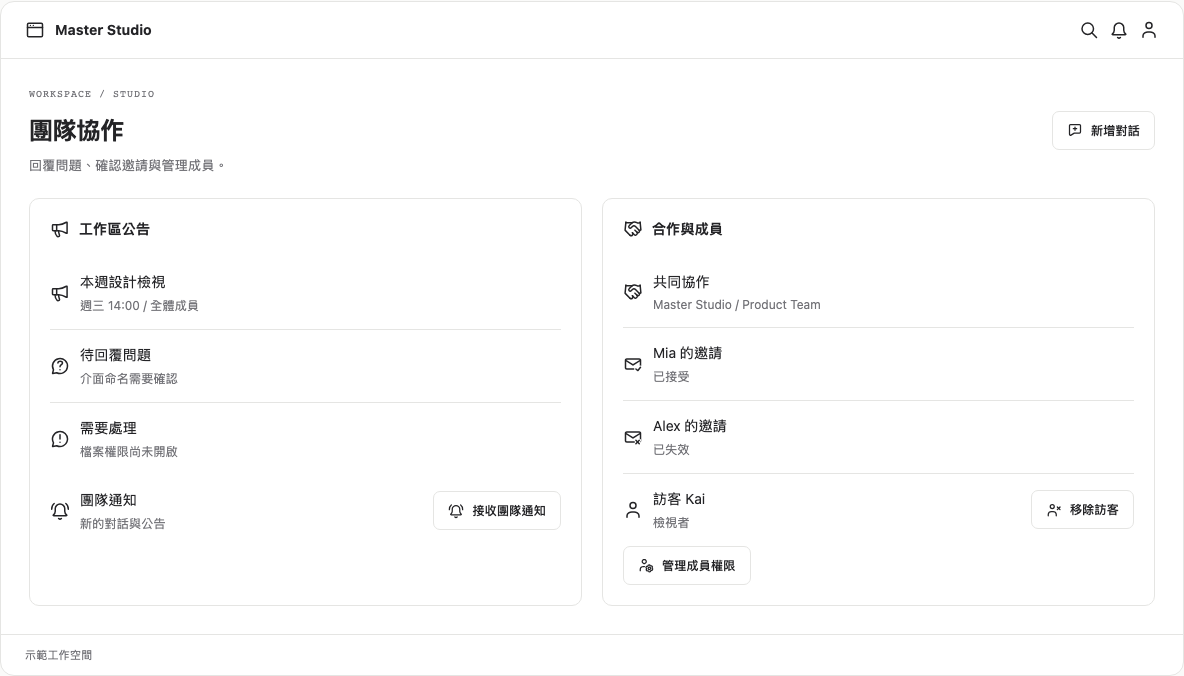 Master Studio
WORKSPACE / STUDIO
團隊協作
回覆問題、確認邀請與管理成員。
新增對話
工作區公告
本週設計檢視
週三 14:00 / 全體成員
待回覆問題
介面命名需要確認
需要處理
檔案權限尚未開啟
團隊通知
新的對話與公告
接收團隊通知
合作與成員
共同協作
Master Studio / Product Team
Mia 的邀請
已接受
Alex 的邀請
已失效
訪客 Kai
檢視者
移除訪客
管理成員權限
示範工作空間